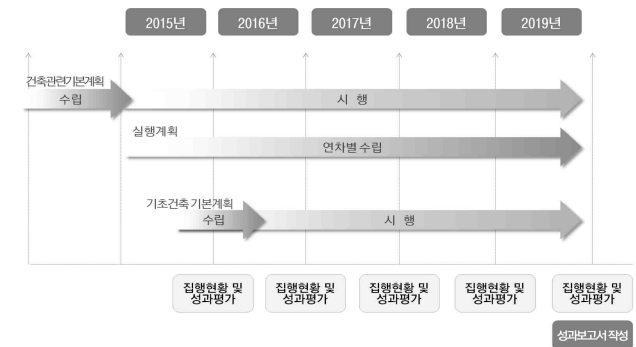 2015년
2016년
2017년
2018년
2019년
건축관련기본계획
수립
시 행
실행계획
연차별 수립
기초건축 기본계획
수립
시 행
집행현황 및
성과평가
집행현황 및
성과평가
집행현황 및
성과평가
집행현황 및
성과평가
집행현황 및
성과평가
성과보고서 작성